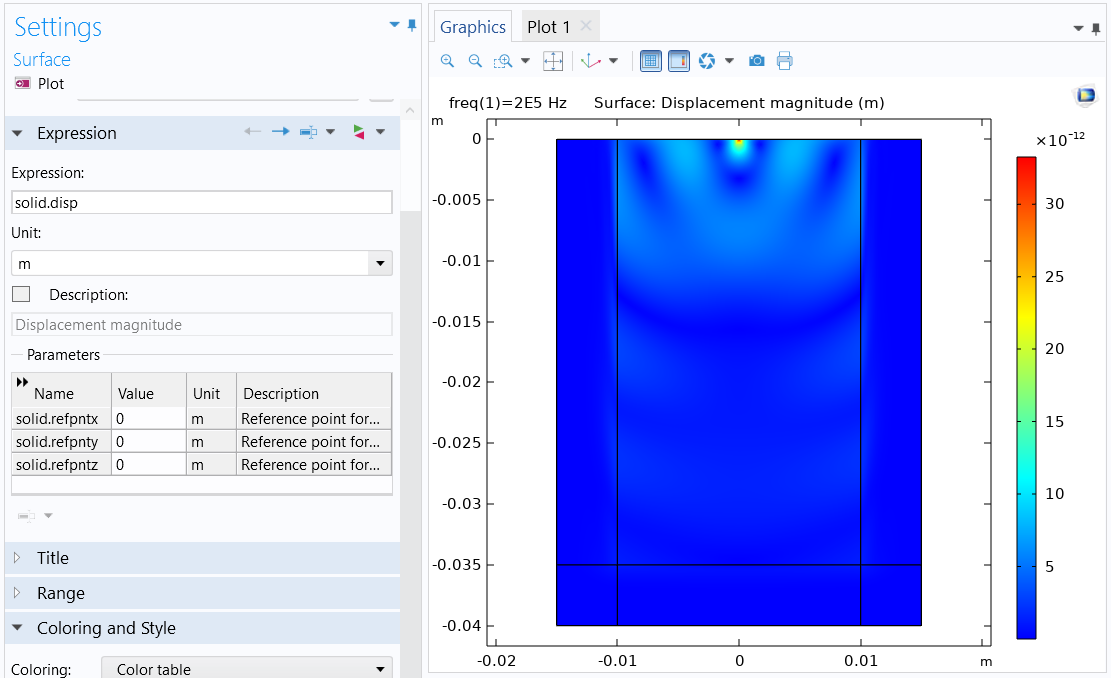 Settings
Surface
Plot
Expression
Expression:
solid.disp
Unit:
m
Description:
Displacement magnitude
Parameters
Name Value Unit Description
solid.refpntx 0 m Reference point for...
solid.refpnty 0 m Reference point for...
solid.refpntz 0 m Reference point for...
Title
Range
Coloring and Style
Coloring: Color table
Graphics Plot 1
freq(1)=2E5 Hz Surface: Displacement magnitude (m)
m
×10⁻¹²
0
-0.005
-0.01
-0.015
-0.02
-0.025
-0.03
-0.035
-0.04
-0.02 -0.01 0 0.01 m
30
25
20
15
10
5